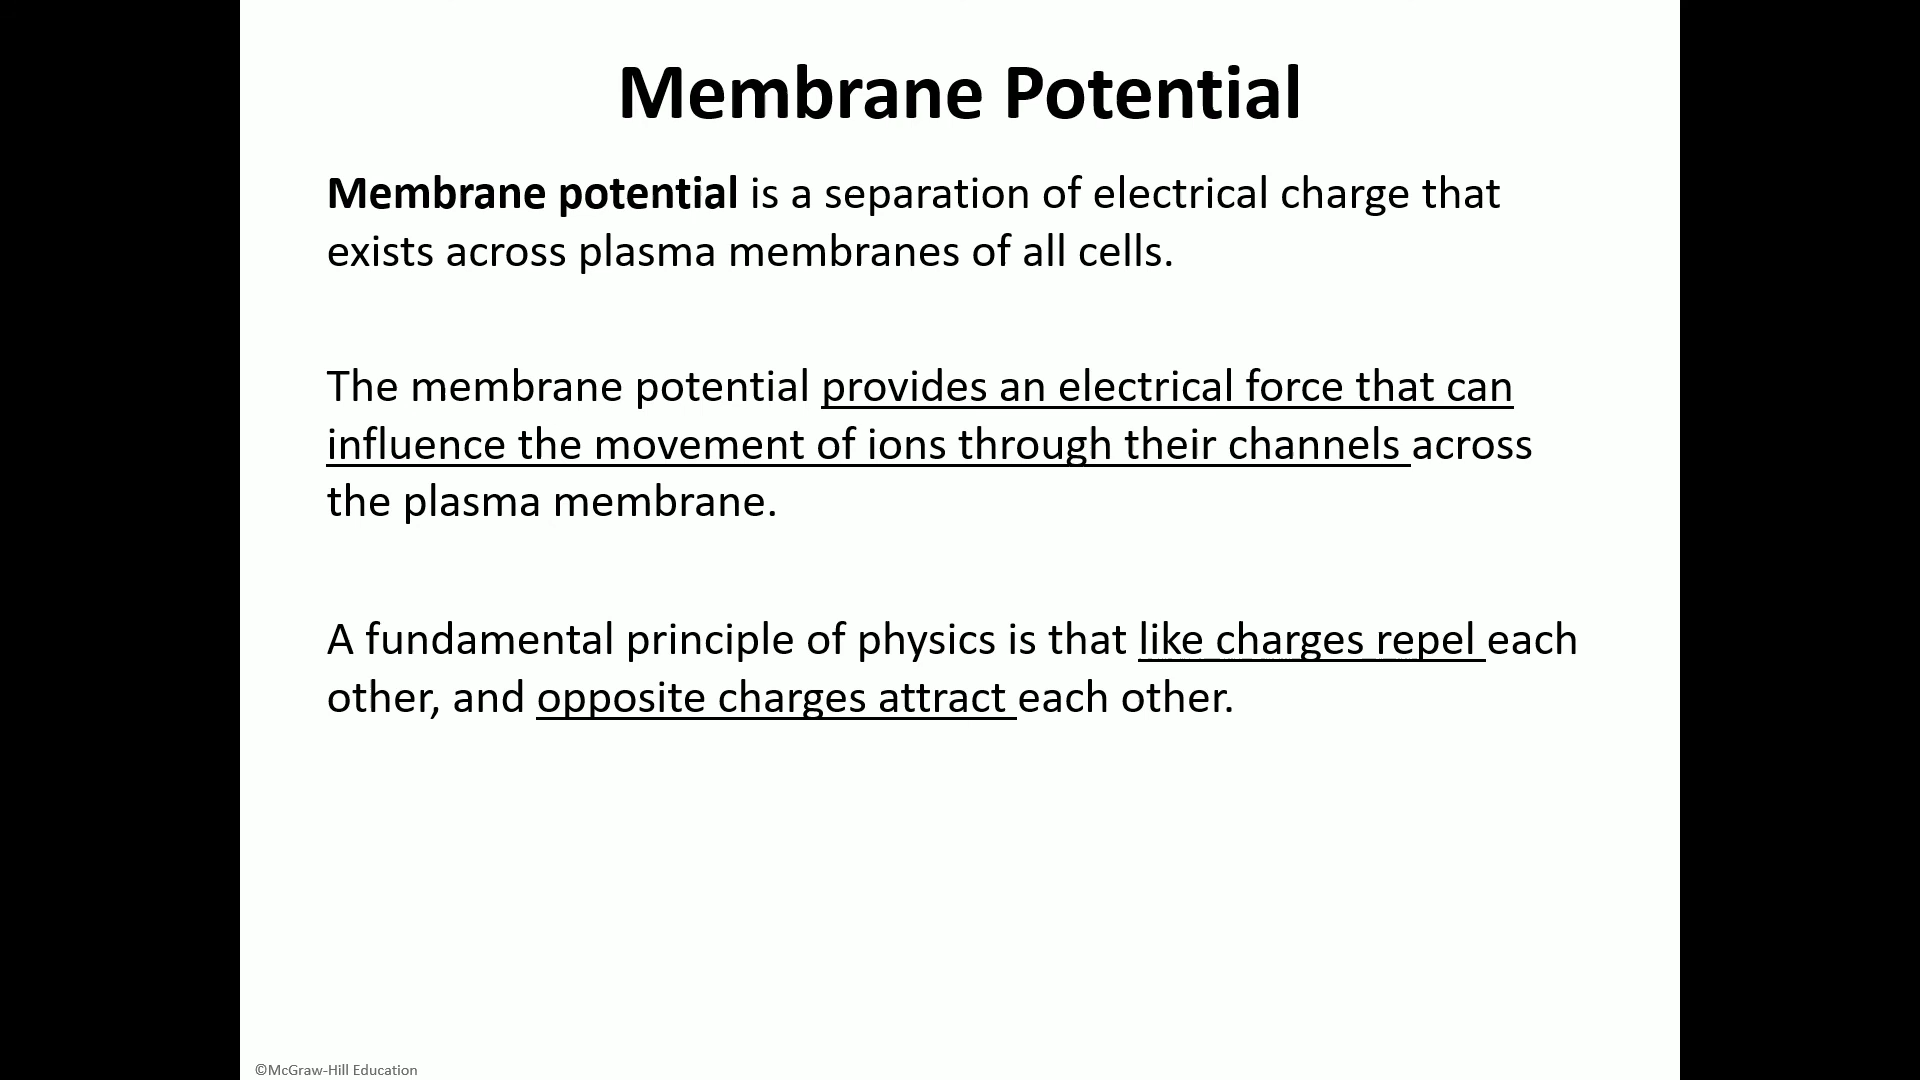 Membrane Potential
Membrane potential is a separation of electrical charge that
exists across plasma membranes of all cells.
The membrane potential provides an electrical force that can
influence the movement of ions through their channels across
the plasma membrane.
A fundamental principle of physics is that like charges repel each
other, and opposite charges attract each other.
©McGraw-Hill Education